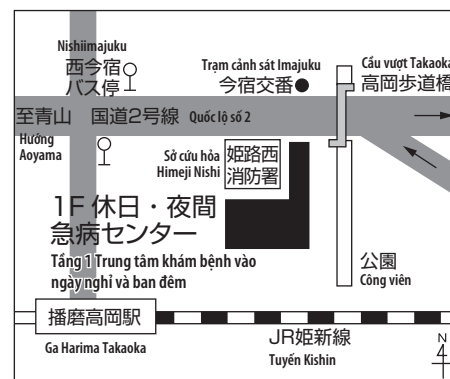 Nishiimajuku
西今宿
バス停
Trạm cảnh sát Imajuku
今宿交番
Cầu vượt Takaoka
高岡歩道橋
至青山 国道2号線 Quốc lộ số 2
Hướng
Aoyama
Sở cứu hỏa
Himeji Nishi
姫路西
消防署
1F 休日・夜間
急病センター
Tầng 1 Trung tâm khám bệnh vào
ngày nghỉ và ban đêm
公園
Công viên
播磨高岡駅
Ga Harima Takaoka
JR姫新線
Tuyến Kishin
N
4